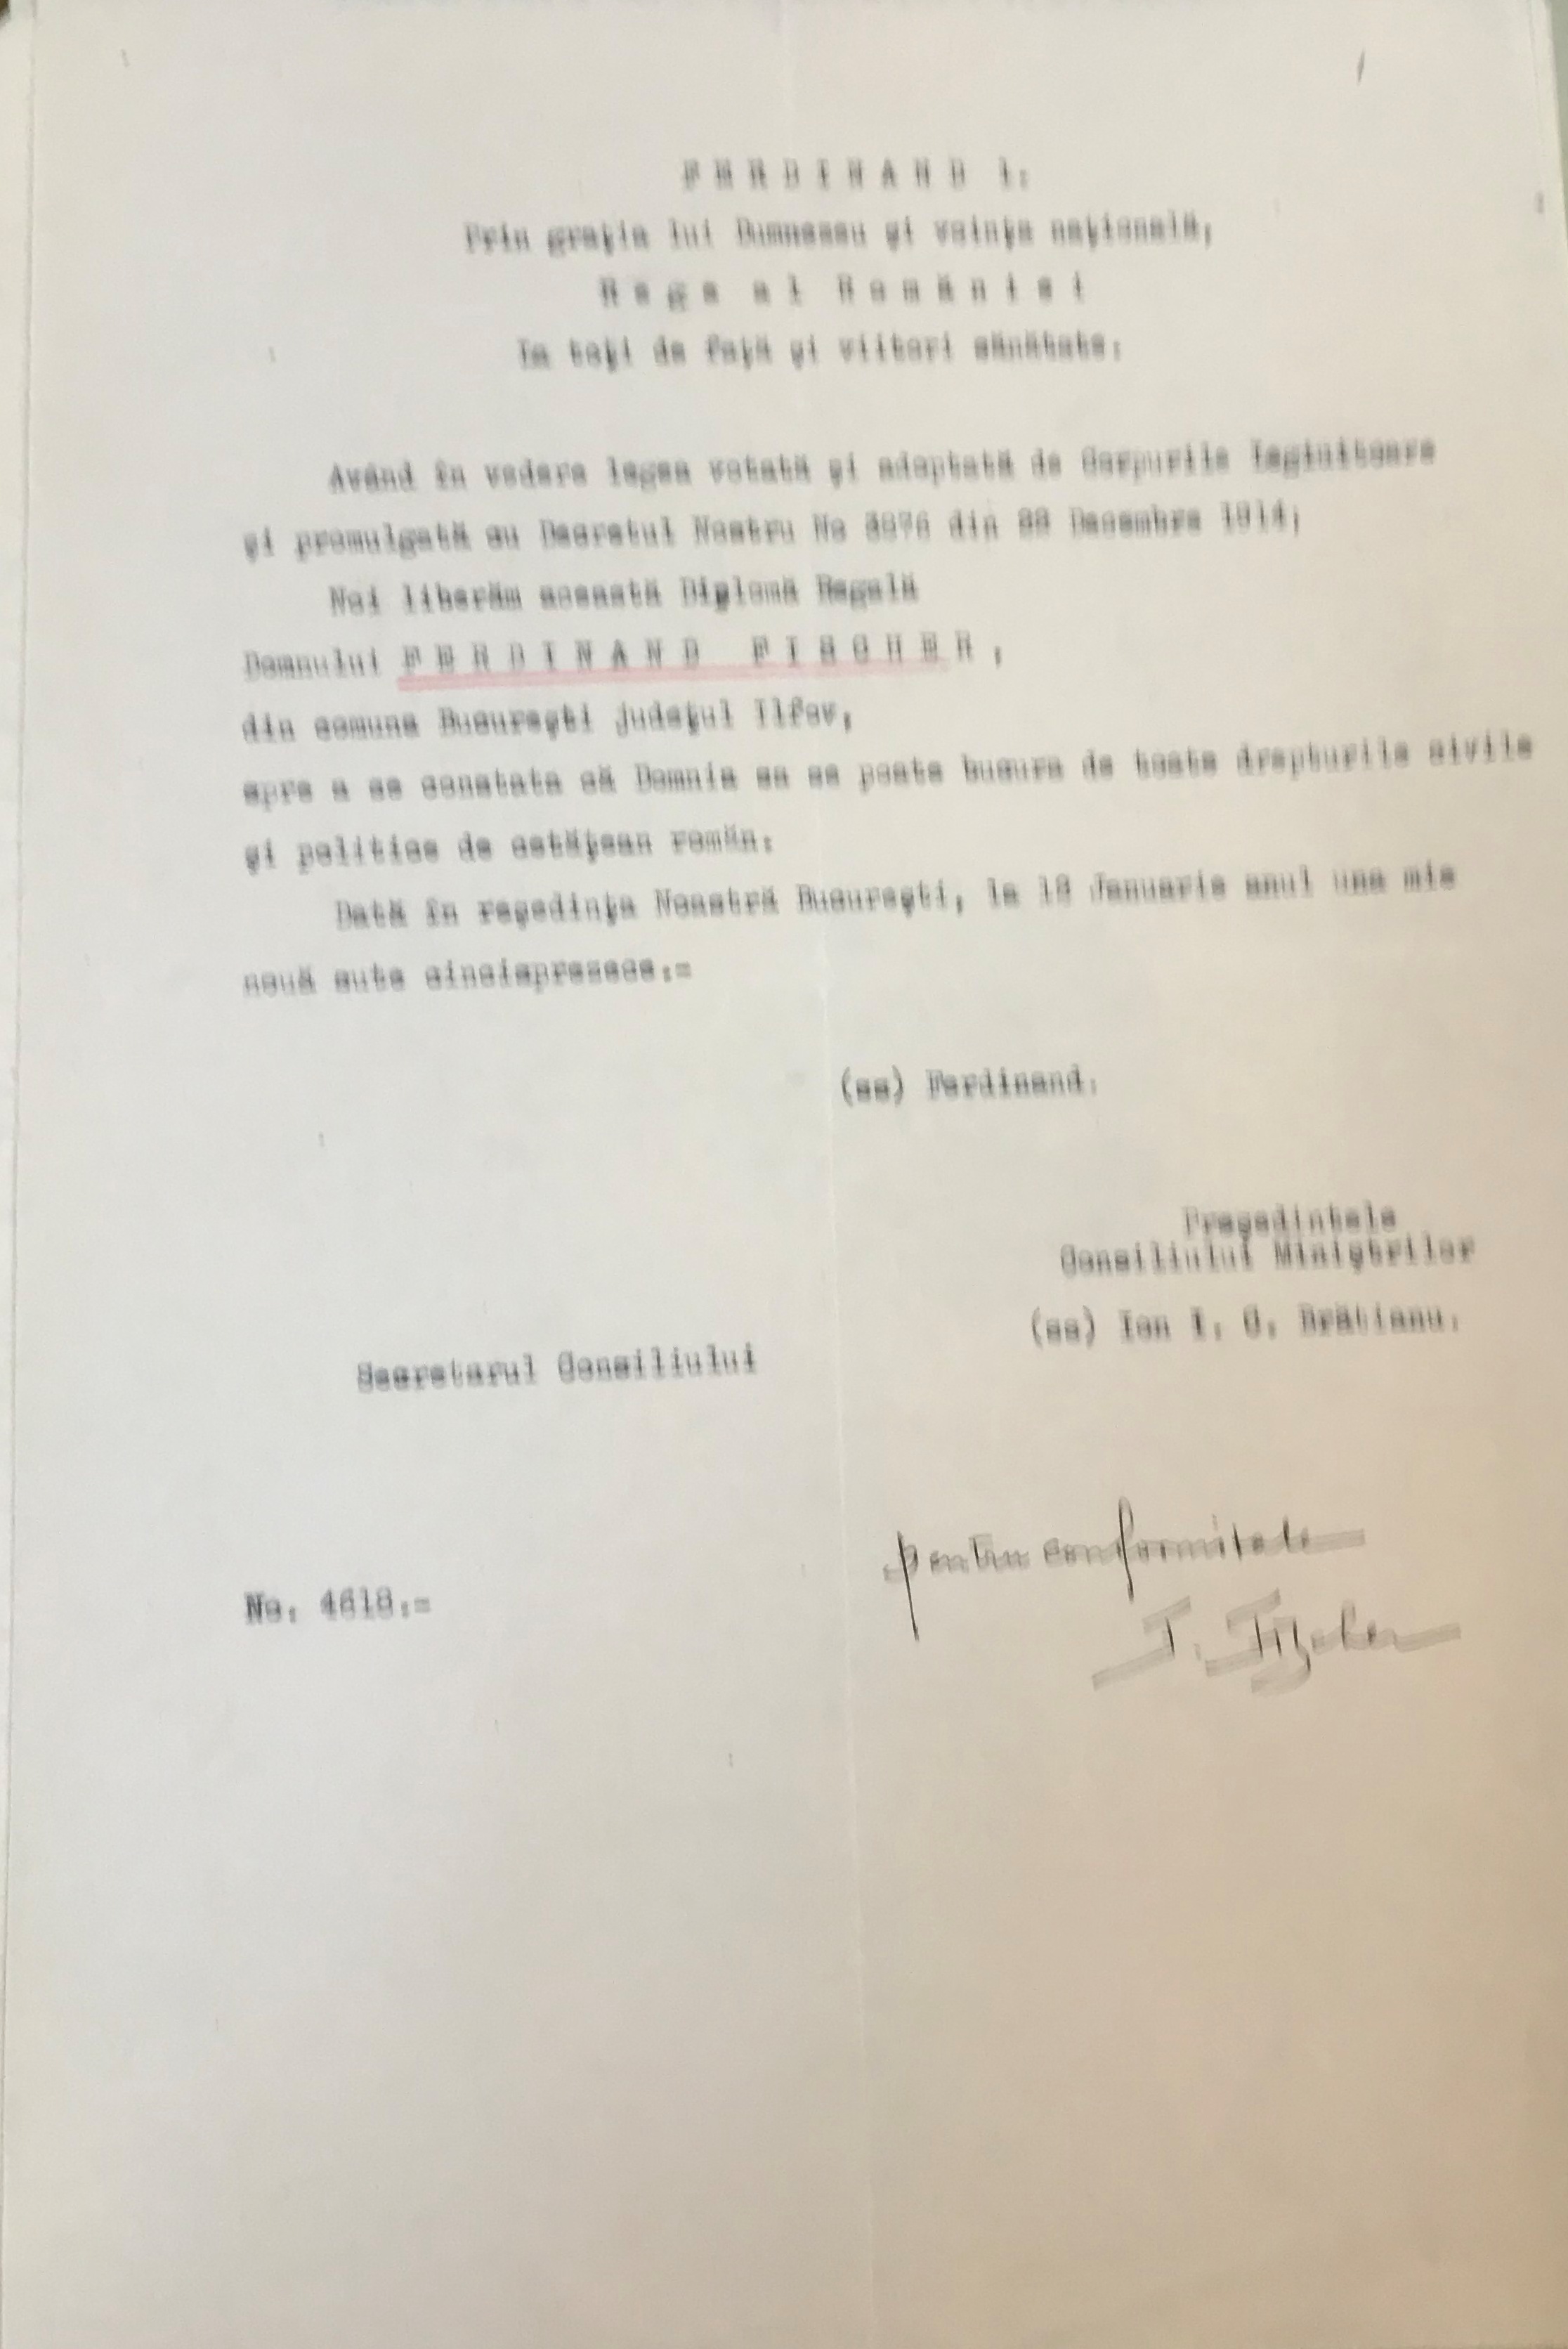 FERDINAND I.
Prin grația lui Dumnezeu și voința națională,
Rege al României
La toți de față și viitori sănătate.
Având în vedere legea votată și adoptată de Corpurile Legiuitoare
și promulgată cu Decretul Nostru No din Decembre 1914;
Noi liberăm această Diplomă Regală
Domnului FERDINAND FISCHER,
din comuna București județul Ilfov,
spre a se constata că Domnia sa se poate bucura de toate drepturile civile
și politice de cetățean român.
Dată în reședința Noastră București, la Januarie anul una mie
nouă sute cincisprezece.=
(ss) Ferdinand.
Președintele
Consiliului Miniștrilor
(ss) Ion I. C. Brătianu.
Secretarul Consiliului
pentru conformitate
No. 4618.=
F. Fischer